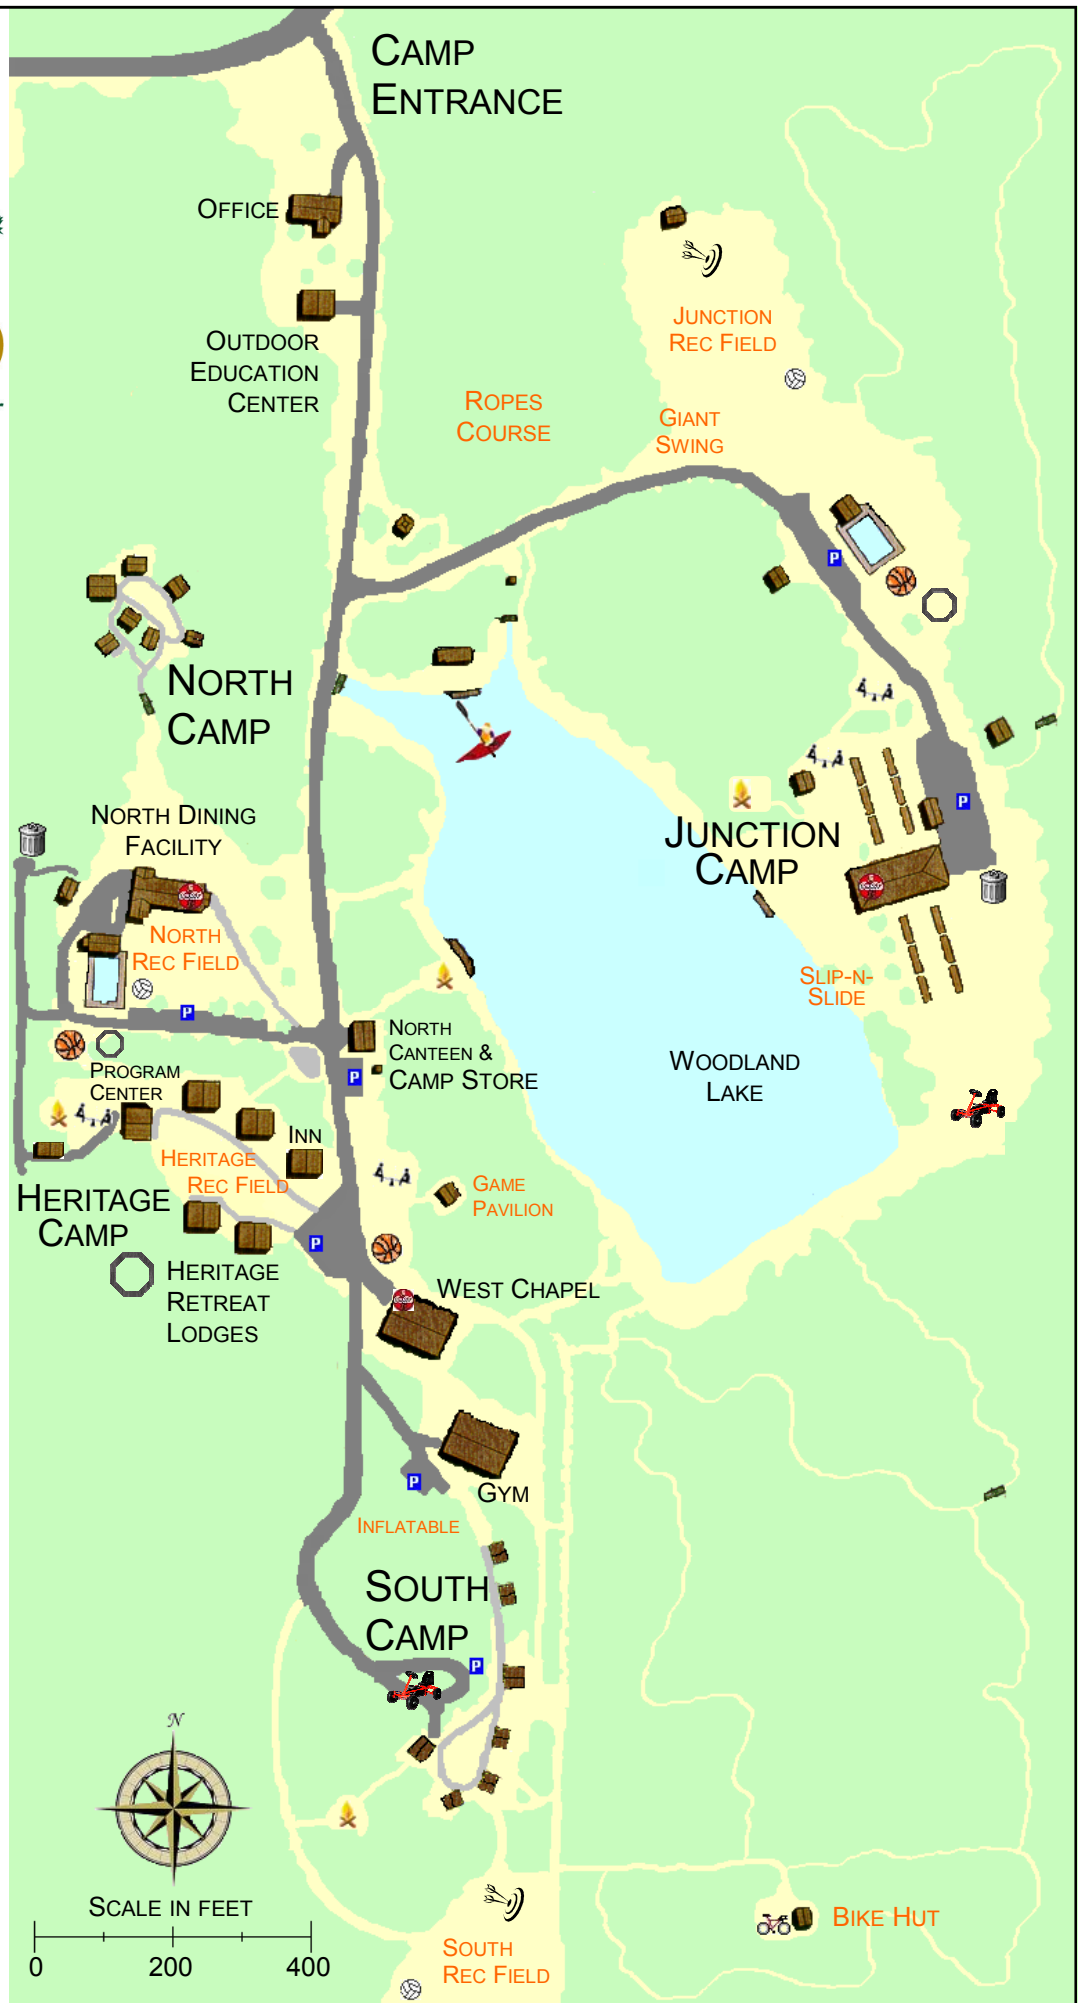 CAMP
ENTRANCE
OFFICE
OUTDOOR
EDUCATION
CENTER
JUNCTION
REC FIELD
ROPES
COURSE
GIANT
SWING
P
NORTH
CAMP
NORTH DINING
FACILITY
NORTH
REC FIELD
P
JUNCTION
CAMP
P
SLIP-N-
SLIDE
NORTH
CANTEEN &
CAMP STORE
P
WOODLAND
LAKE
PROGRAM
CENTER
INN
HERITAGE
REC FIELD
HERITAGE
CAMP
P
GAME
PAVILION
HERITAGE
RETREAT
LODGES
WEST CHAPEL
GYM
P
INFLATABLE
SOUTH
CAMP
P
N
SCALE IN FEET
0 200 400
SOUTH
REC FIELD
BIKE HUT